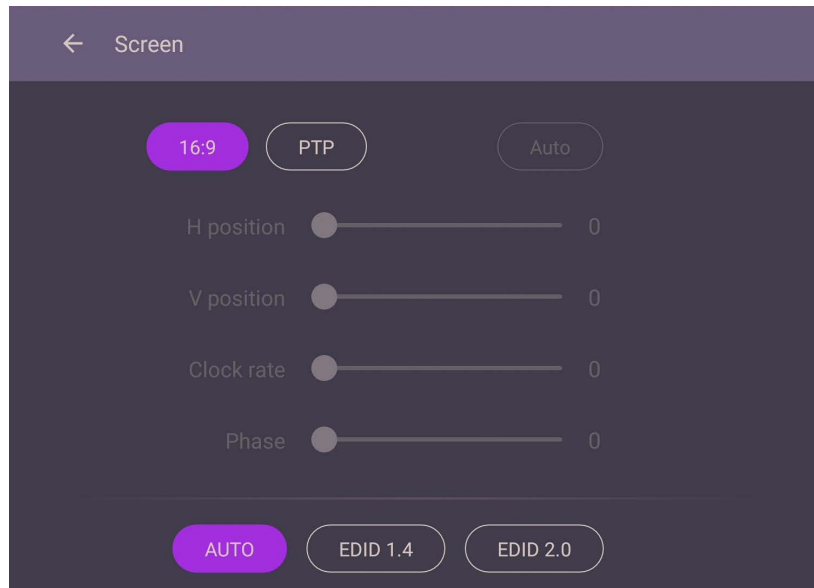 Screen
16:9 PTP Auto
H position 0
V position 0
Clock rate 0
Phase 0
AUTO EDID 1.4 EDID 2.0